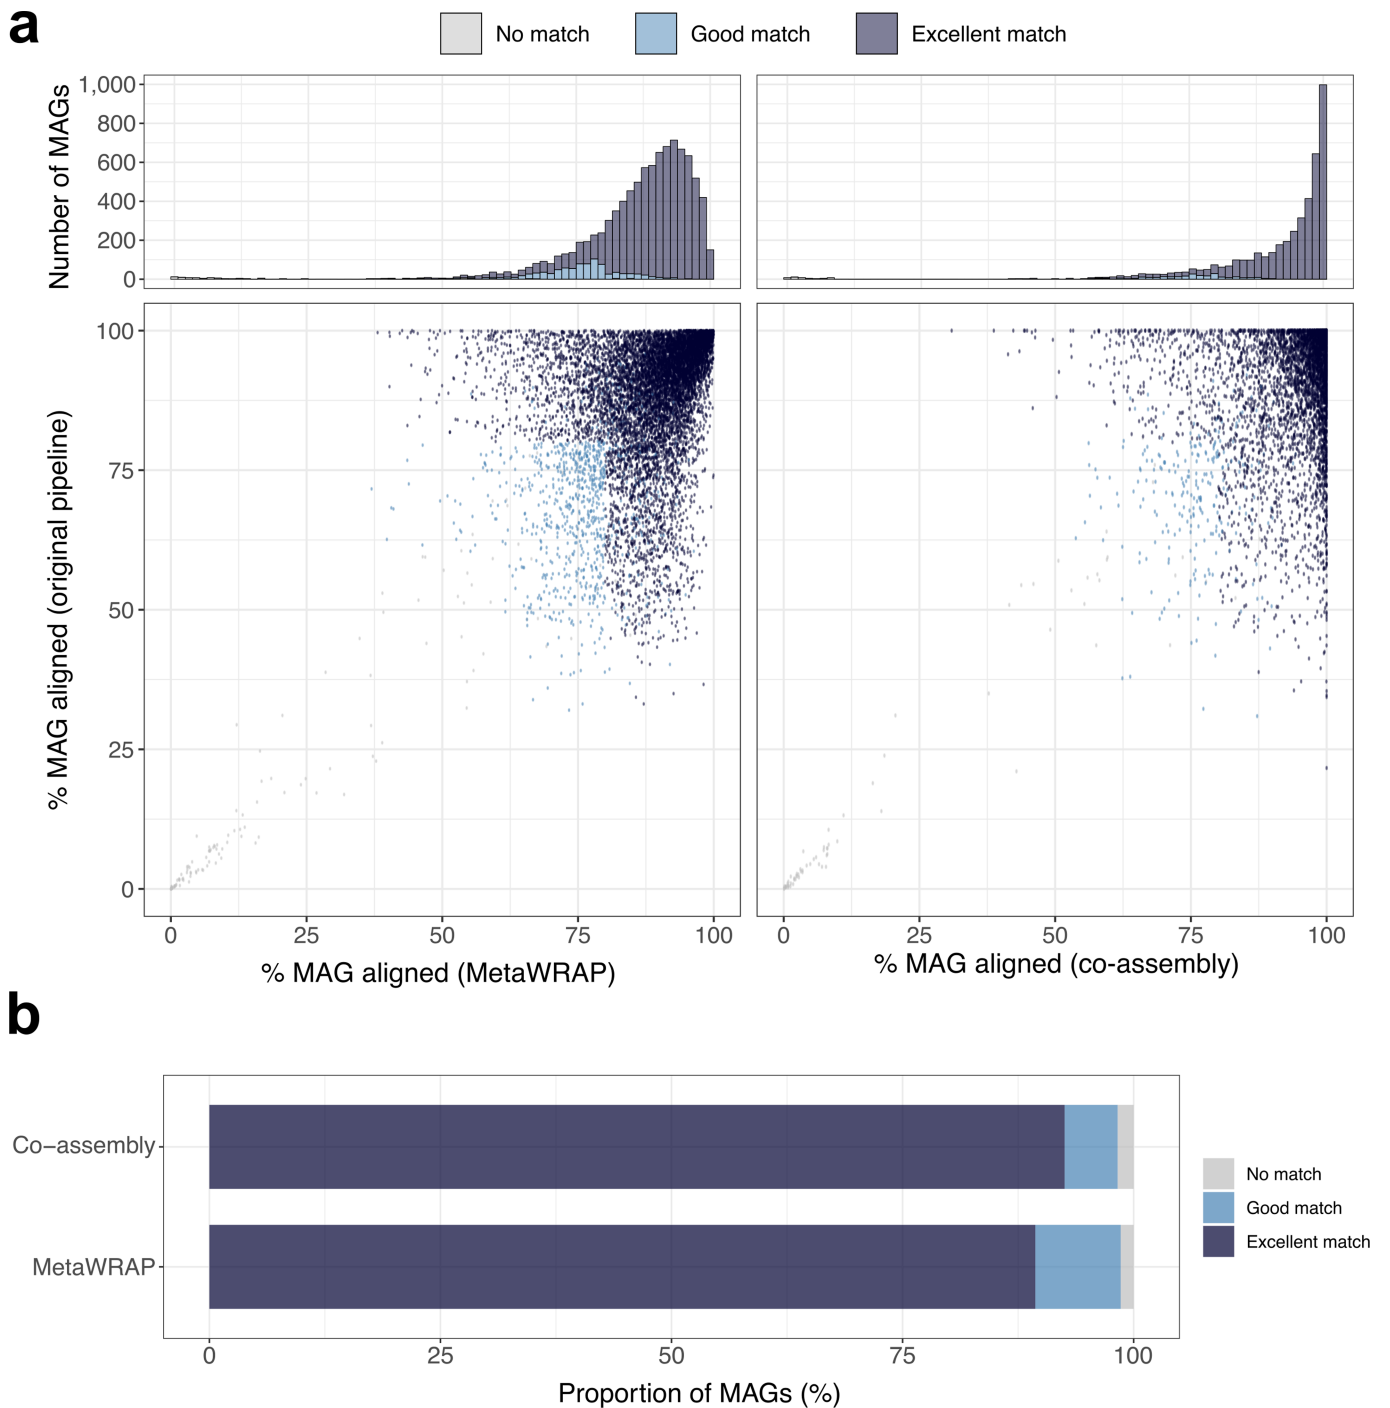 a
No match
Good match
Excellent match
Number of MAGs
1,000
800
600
400
200
0
% MAG aligned (original pipeline)
100
75
50
25
0
0 25 50 75 100
0 25 50 75 100
% MAG aligned (MetaWRAP)
% MAG aligned (co-assembly)
b
Co−assembly
MetaWRAP
0 25 50 75 100
Proportion of MAGs (%)
No match
Good match
Excellent match